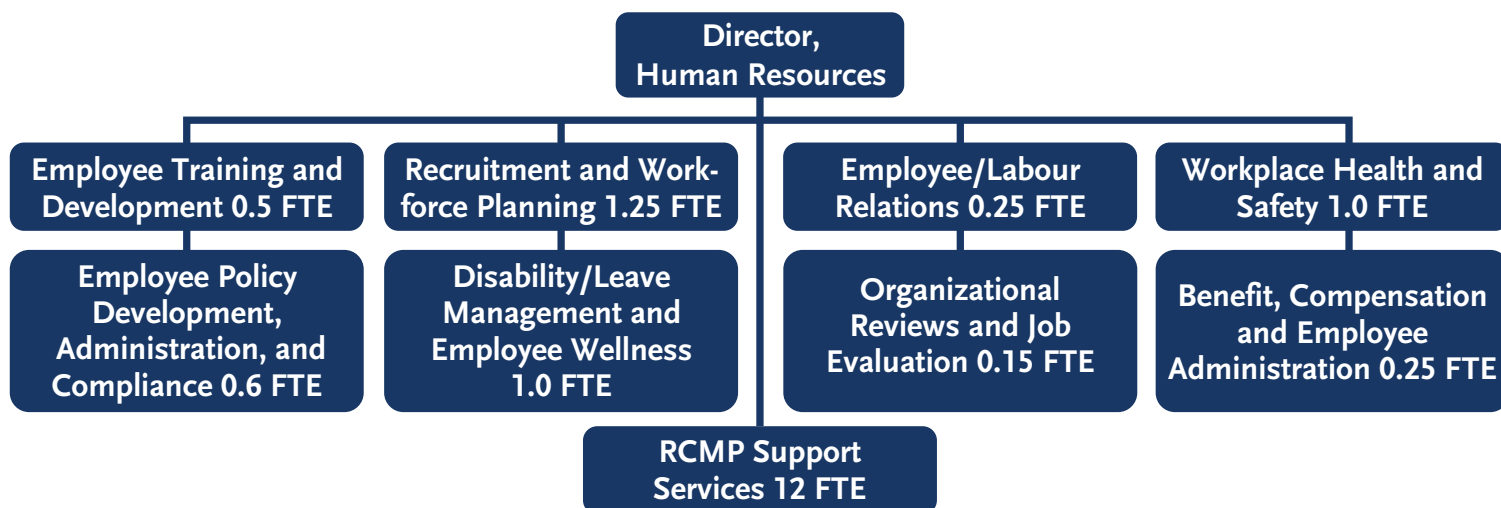 Director,
Human Resources
Employee Training and
Development 0.5 FTE
Recruitment and Work-
force Planning 1.25 FTE
Employee/Labour
Relations 0.25 FTE
Workplace Health and
Safety 1.0 FTE
Employee Policy
Development,
Administration, and
Compliance 0.6 FTE
Disability/Leave
Management and
Employee Wellness
1.0 FTE
Organizational
Reviews and Job
Evaluation 0.15 FTE
Benefit, Compensation
and Employee
Administration 0.25 FTE
RCMP Support
Services 12 FTE